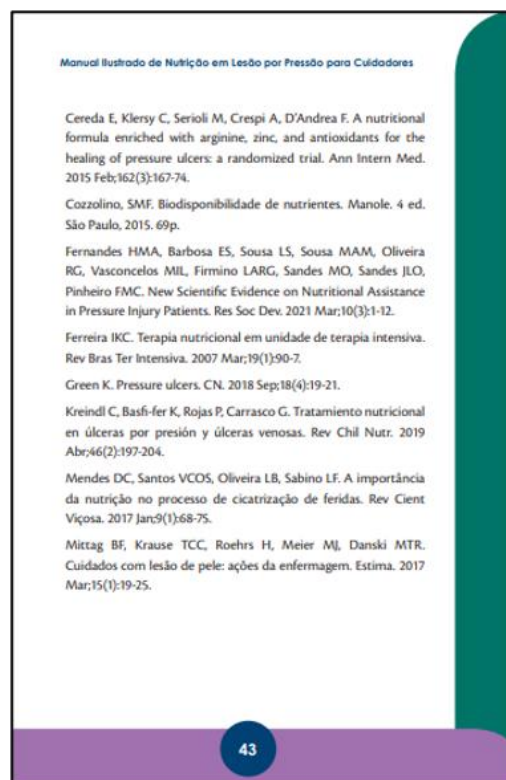 Manual Ilustrado de Nutrição em Lesão por Pressão para Cuidadores
Cereda E, Klersy C, Serioli M, Crespi A, D'Andrea F. A nutritional
formula enriched with arginine, zinc, and antioxidants for the
healing of pressure ulcers: a randomized trial. Ann Intern Med.
2015 Feb;162(3):167-74.
Cozzolino, SMF. Biodisponibilidade de nutrientes. Manole. 4 ed.
São Paulo, 2015. 69p.
Fernandes HMA, Barbosa ES, Sousa LS, Sousa MAM, Oliveira
RG, Vasconcelos MIL, Firmino LARG, Sandes MO, Sandes JLO,
Pinheiro FMC. New Scientific Evidence on Nutritional Assistance
in Pressure Injury Patients. Res Soc Dev. 2021 Mar;10(3):1-12.
Ferreira IKC. Terapia nutricional em unidade de terapia intensiva.
Rev Bras Ter Intensiva. 2007 Mar;19(1):90-7.
Green K. Pressure ulcers. CN. 2018 Sep;18(4):19-21.
Kreindl C, Basfi-fer K, Rojas P, Carrasco G. Tratamiento nutricional
en úlceras por presión y úlceras venosas. Rev Chil Nutr. 2019
Abr;46(2):197-204.
Mendes DC, Santos VCOS, Oliveira LB, Sabino LF. A importância
da nutrição no processo de cicatrização de feridas. Rev Cient
Viçosa. 2017 Jan;9(1):68-75.
Mittag BF, Krause TCC, Roehrs H, Meier MJ, Danski MTR.
Cuidados com lesão de pele: ações da enfermagem. Estima. 2017
Mar;15(1):19-25.
43